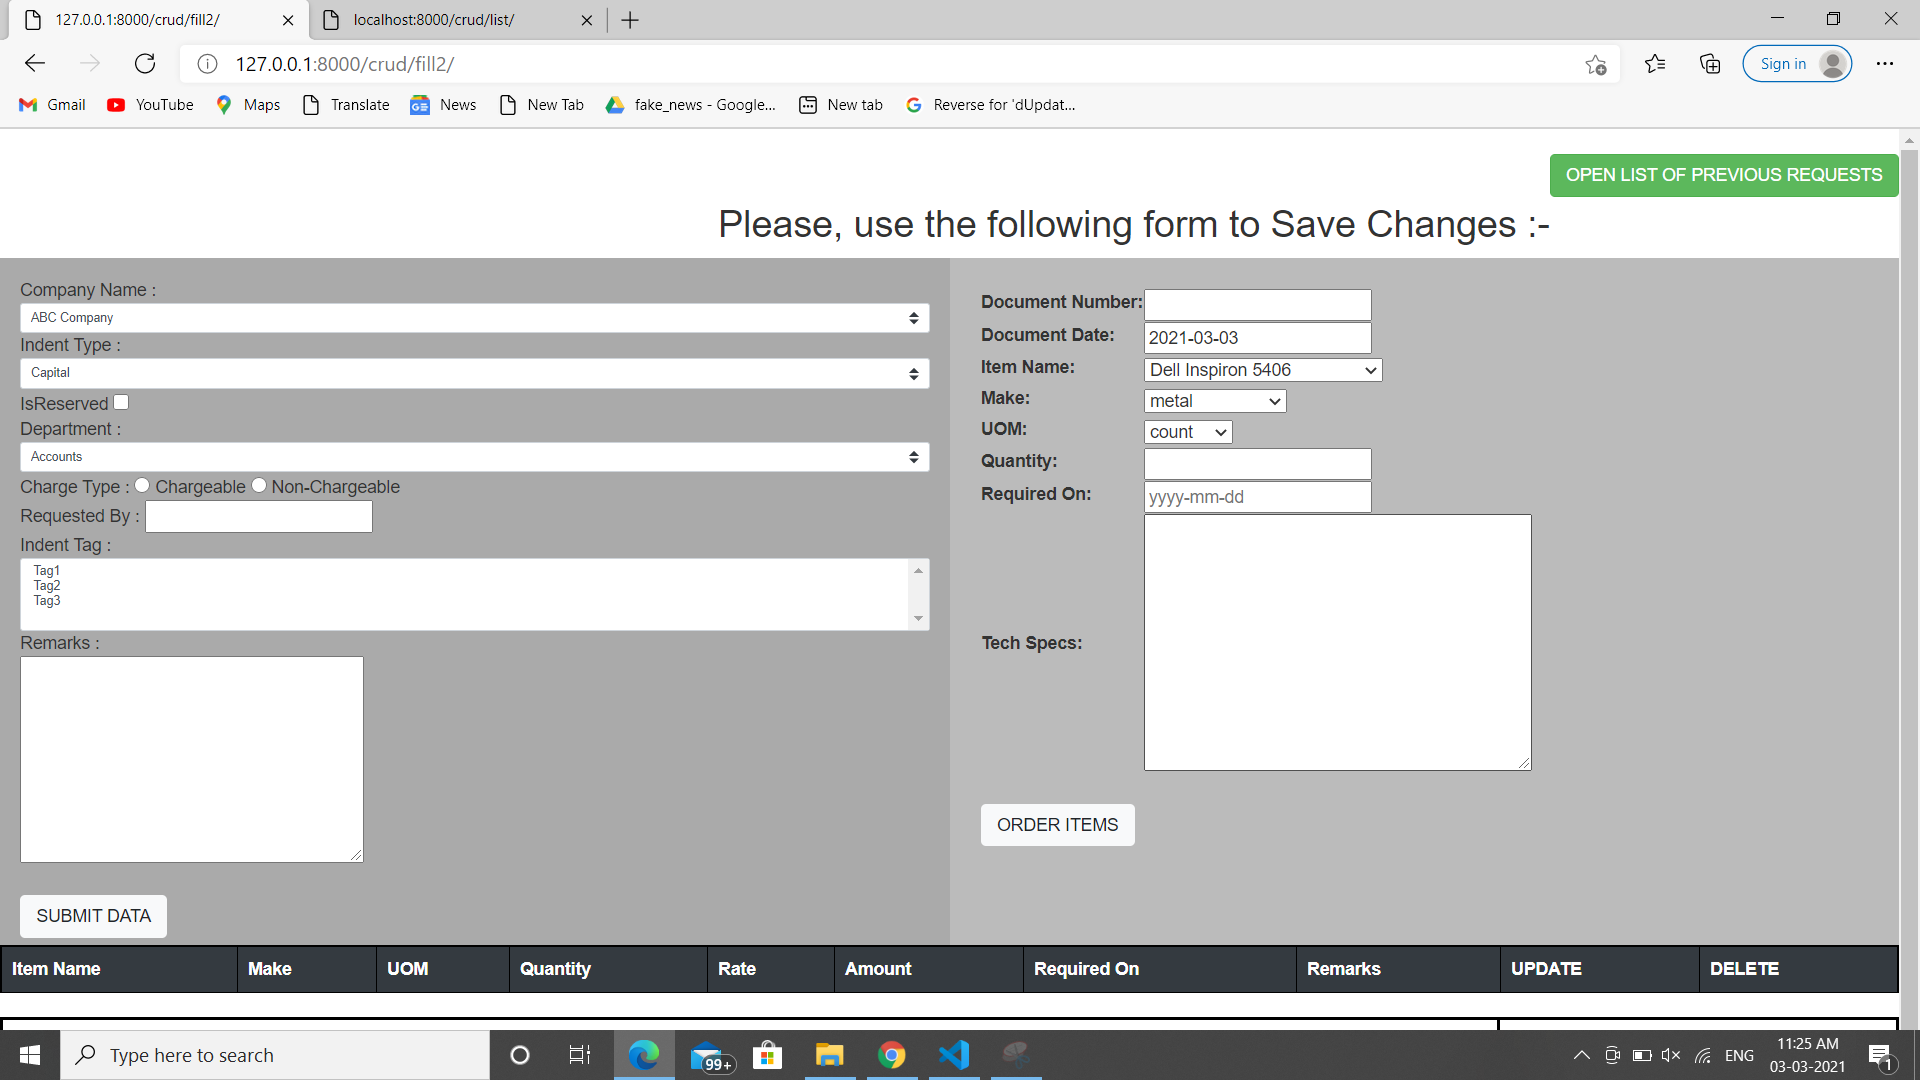 127.0.0.1:8000/crud/fill2/
localhost:8000/crud/list/
127.0.0.1:8000/crud/fill2/
Sign in
Gmail
YouTube
Maps
Translate
News
New Tab
fake_news - Google...
New tab
Reverse for 'dUpdat...
OPEN LIST OF PREVIOUS REQUESTS
Please, use the following form to Save Changes :-
Company Name :
ABC Company
Indent Type :
Capital
IsReserved
Department :
Accounts
Charge Type : Chargeable Non-Chargeable
Requested By :
Indent Tag :
Tag1
Tag2
Tag3
Remarks :
SUBMIT DATA
Document Number:
Document Date: 2021-03-03
Item Name: Dell Inspiron 5406
Make: metal
UOM: count
Quantity:
Required On: yyyy-mm-dd
Tech Specs:
ORDER ITEMS
Item Name Make UOM Quantity Rate Amount Required On Remarks UPDATE DELETE
Type here to search
99+
ENG
11:25 AM
03-03-2021
1